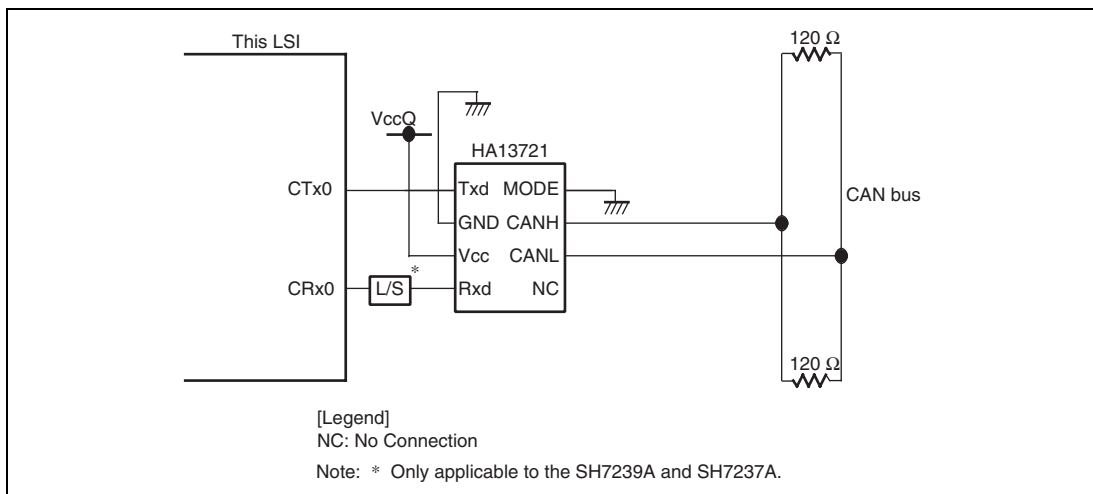 This LSI
120 Ω
VccQ
HA13721
CTx0
Txd MODE
CAN bus
GND CANH
Vcc CANL
*
CRx0
L/S
Rxd NC
120 Ω
[Legend]
NC: No Connection
Note: * Only applicable to the SH7239A and SH7237A.